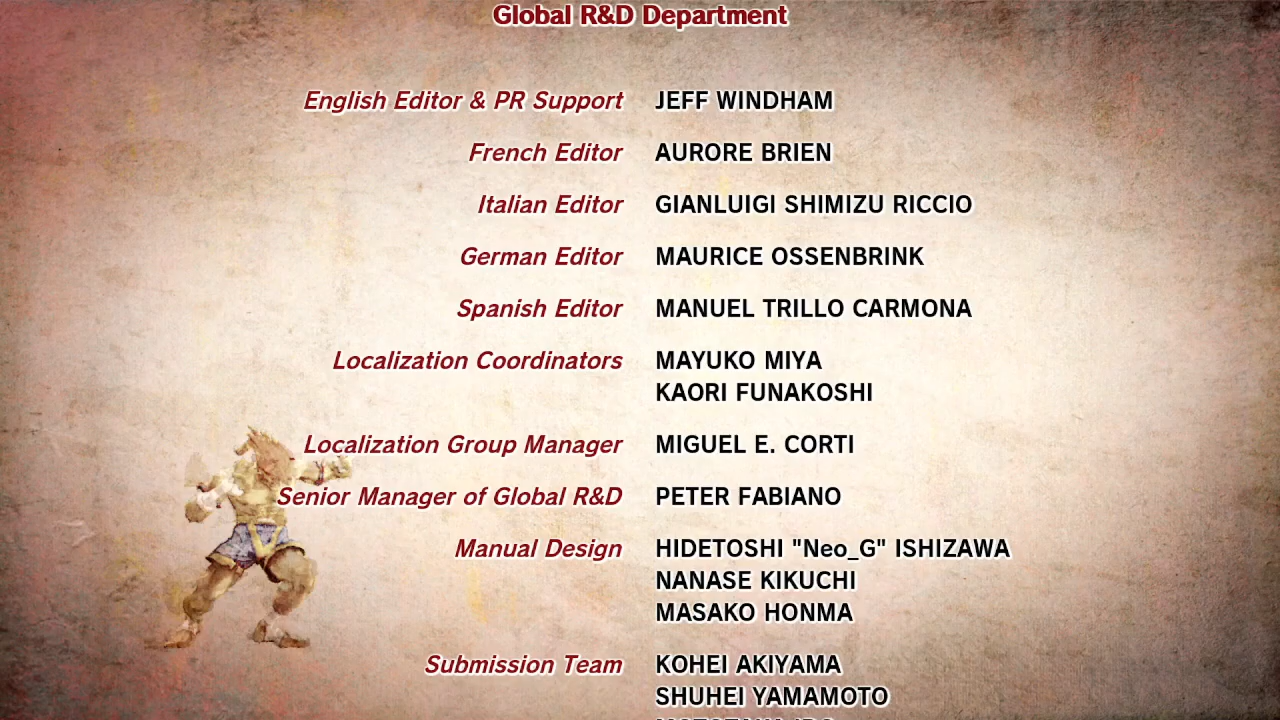 Global R&D Department
English Editor & PR Support JEFF WINDHAM
French Editor AURORE BRIEN
Italian Editor GIANLUIGI SHIMIZU RICCIO
German Editor MAURICE OSSENBRINK
Spanish Editor MANUEL TRILLO CARMONA
Localization Coordinators MAYUKO MIYA
KAORI FUNAKOSHI
Localization Group Manager MIGUEL E. CORTI
Senior Manager of Global R&D PETER FABIANO
Manual Design HIDETOSHI "Neo_G" ISHIZAWA
NANASE KIKUCHI
MASAKO HONMA
Submission Team KOHEI AKIYAMA
SHUHEI YAMAMOTO